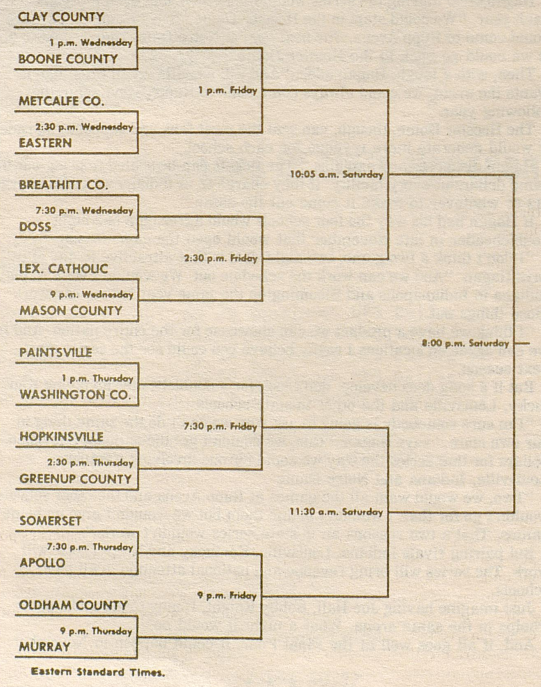 CLAY COUNTY
1 p.m. Wednesday
BOONE COUNTY
1 p.m. Friday
METCALFE CO.
2:30 p.m. Wednesday
EASTERN
10:05 a.m. Saturday
BREATHITT CO.
7:30 p.m. Wednesday
DOSS
2:30 p.m. Friday
LEX. CATHOLIC
9 p.m. Wednesday
MASON COUNTY
8:00 p.m. Saturday
PAINTSVILLE
1 p.m. Thursday
WASHINGTON CO.
7:30 p.m. Friday
HOPKINSVILLE
2:30 p.m. Thursday
GREENUP COUNTY
11:30 a.m. Saturday
SOMERSET
7:30 p.m. Thursday
APOLLO
9 p.m. Friday
OLDHAM COUNTY
9 p.m. Thursday
MURRAY
Eastern Standard Times.